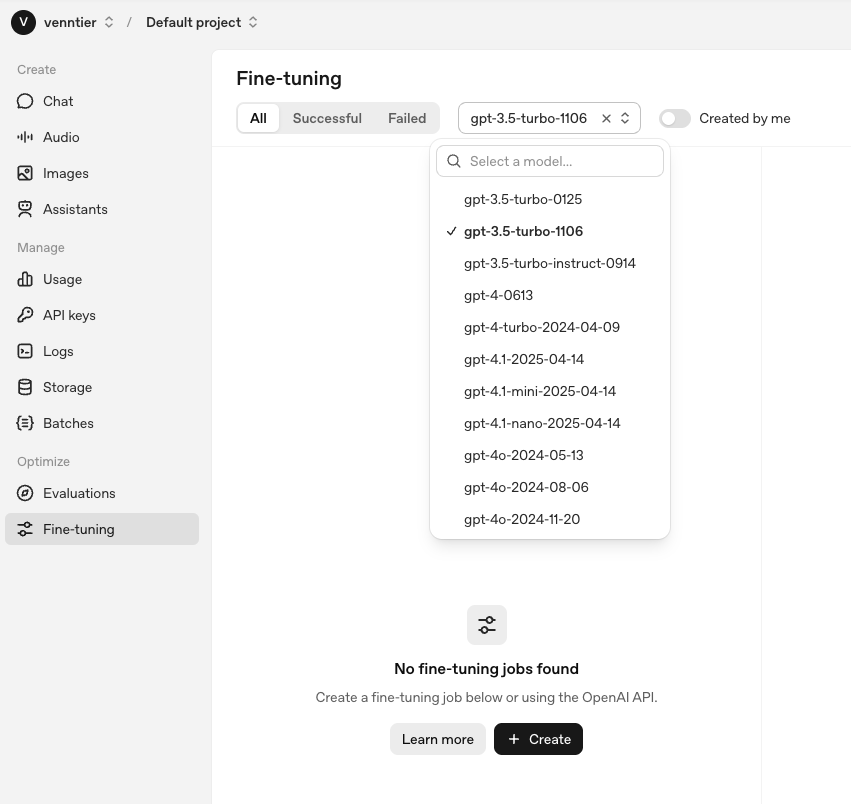 V venntier / Default project
Create
Chat
Audio
Images
Assistants
Manage
Usage
API keys
Logs
Storage
Batches
Optimize
Evaluations
Fine-tuning
Fine-tuning
All Successful Failed gpt-3.5-turbo-1106 Created by me
Select a model...
gpt-3.5-turbo-0125
gpt-3.5-turbo-1106
gpt-3.5-turbo-instruct-0914
gpt-4-0613
gpt-4-turbo-2024-04-09
gpt-4.1-2025-04-14
gpt-4.1-mini-2025-04-14
gpt-4.1-nano-2025-04-14
gpt-4o-2024-05-13
gpt-4o-2024-08-06
gpt-4o-2024-11-20
No fine-tuning jobs found
Create a fine-tuning job below or using the OpenAI API.
Learn more + Create